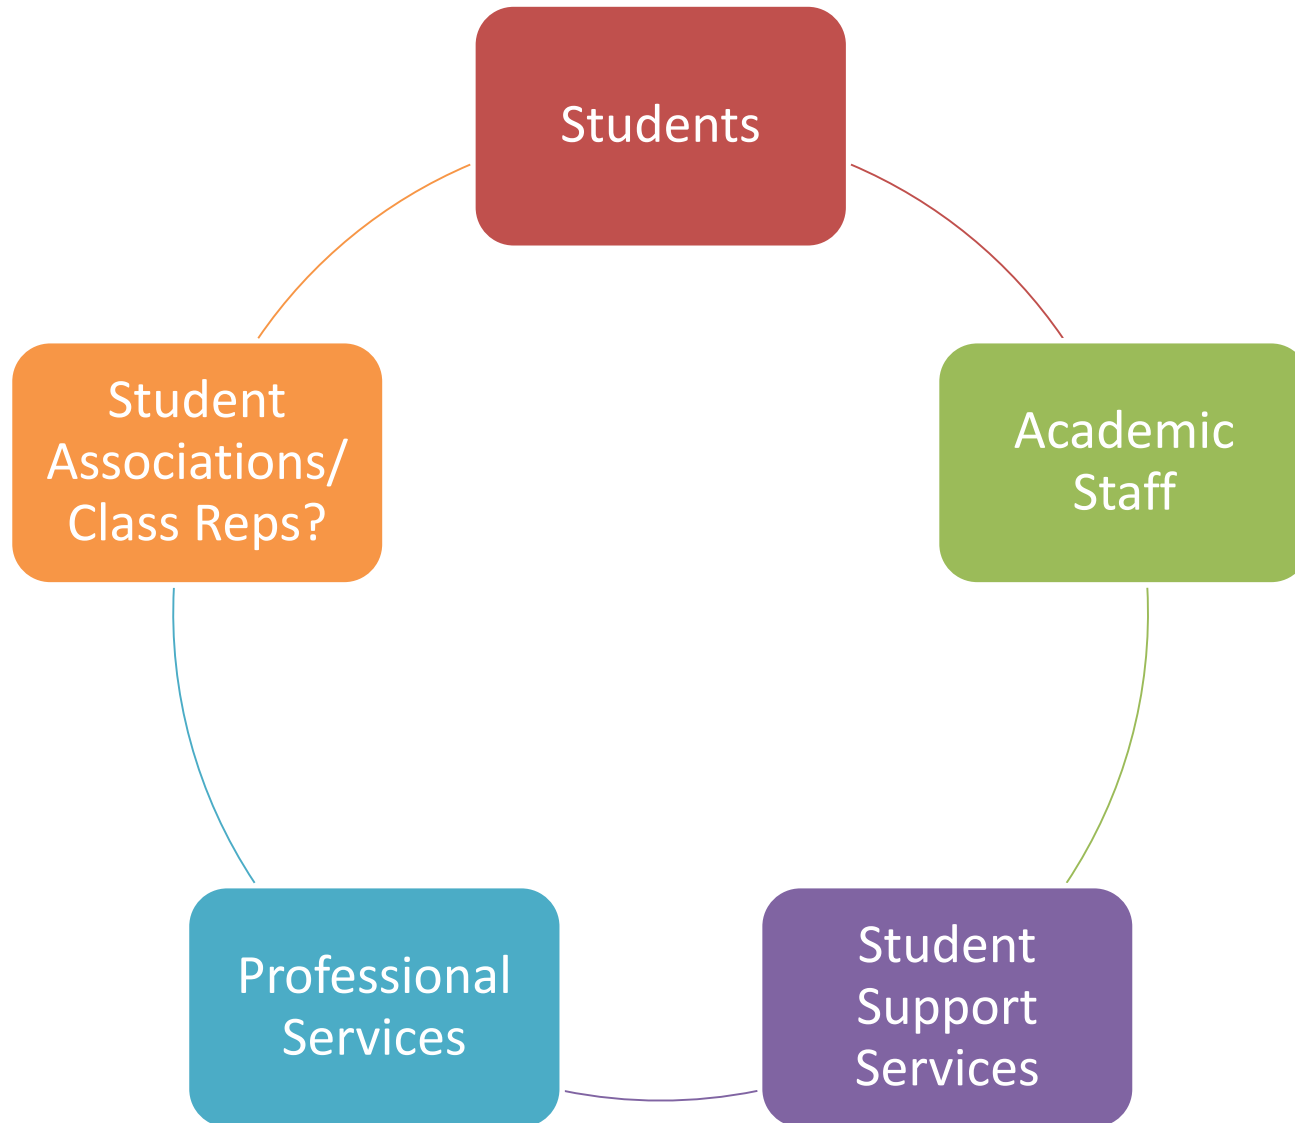 Students
Student
Associations/
Class Reps?
Academic
Staff
Professional
Services
Student
Support
Services